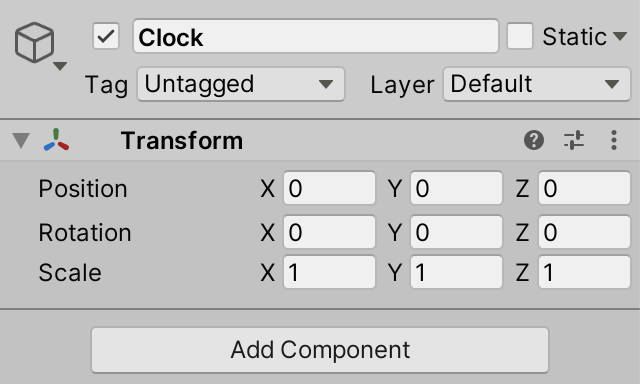 Clock Static
Tag Untagged Layer Default
Transform
Position X 0 Y 0 Z 0
Rotation X 0 Y 0 Z 0
Scale X 1 Y 1 Z 1
Add Component